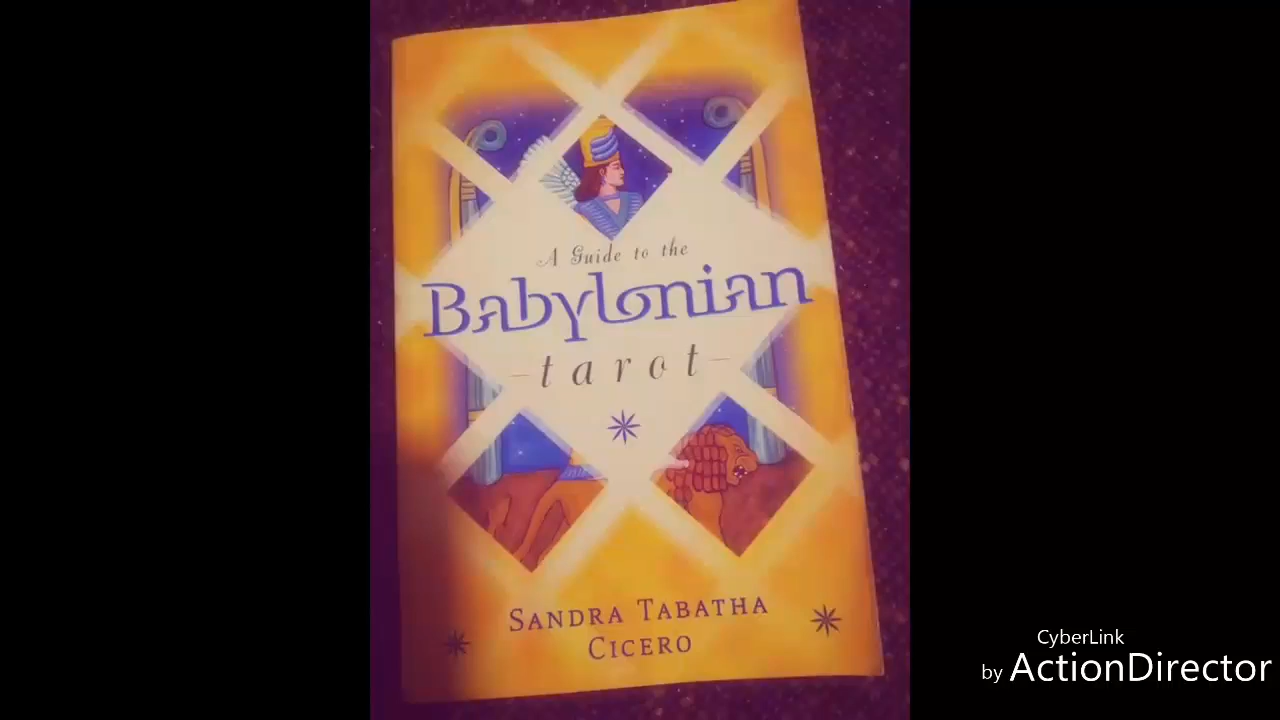 A Guide to the
Babylonian
-tarot-
SANDRA TABATHA
CICERO
CyberLink
by ActionDirector